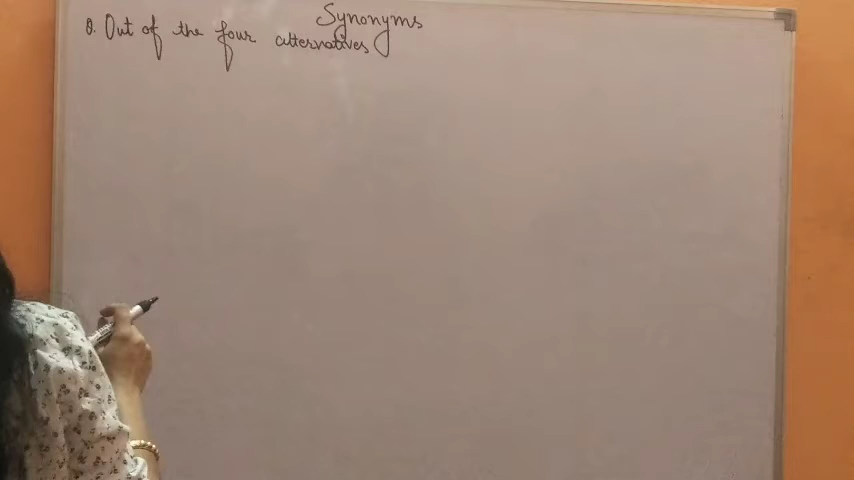 Synonyms
Q. Out of the four alternatives